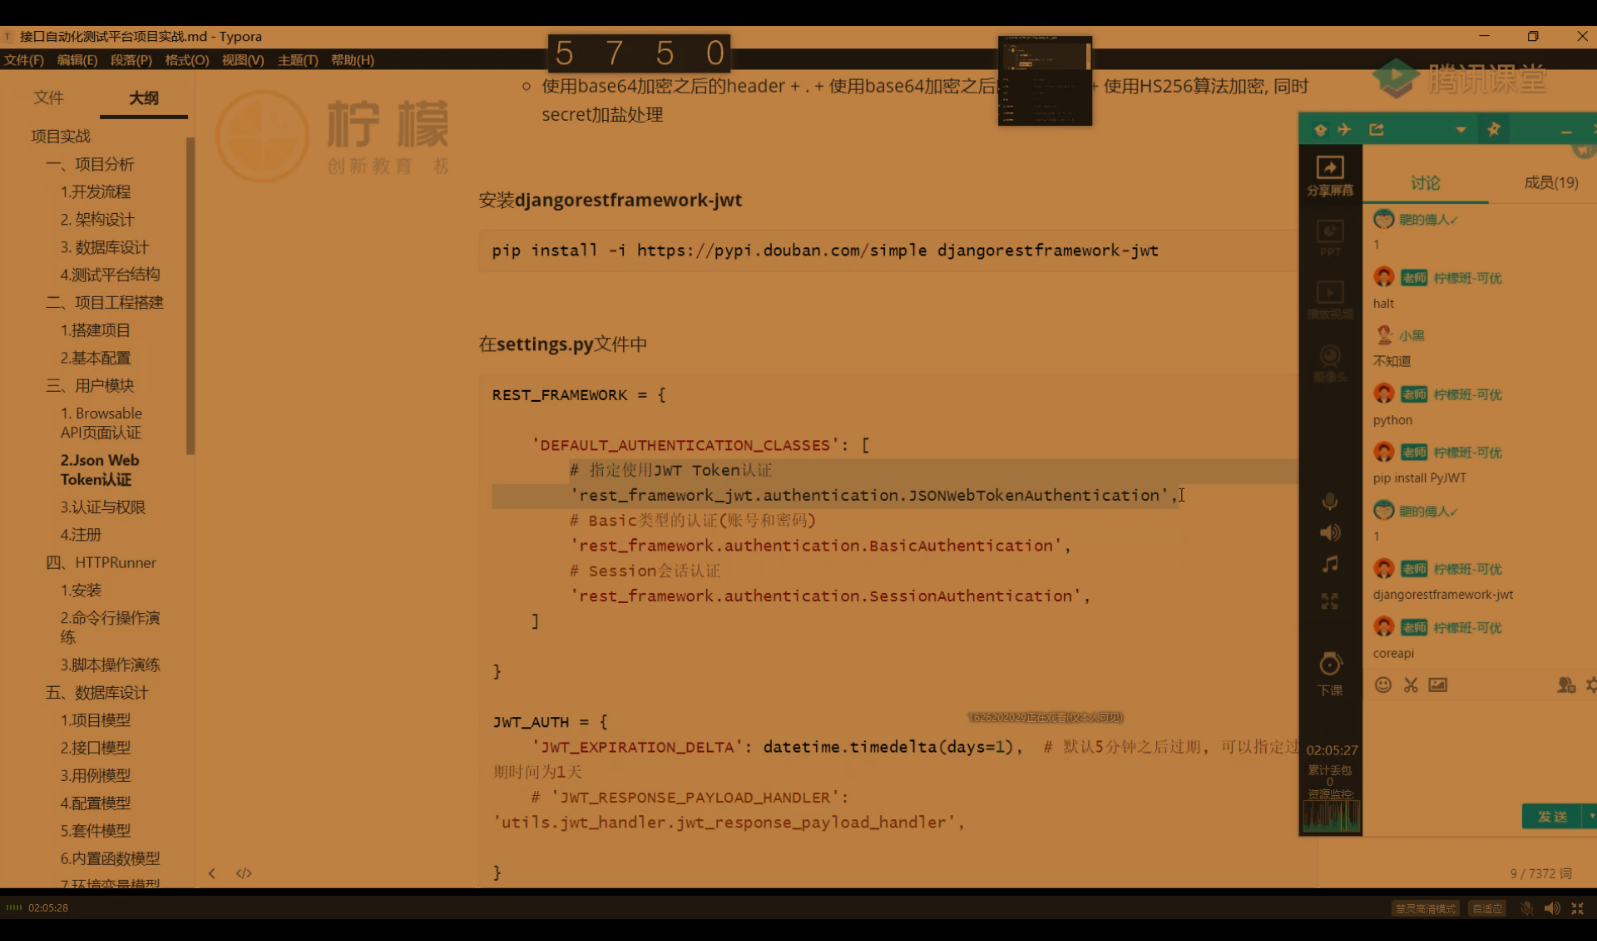 接口自动化测试平台项目实战.md - Typora
文件(F) 编辑(E) 段落(P) 格式(O) 视图(V) 主题(T) 帮助(H)
5 7 5 0
文件 大纲
项目实战
一、项目分析
1.开发流程
2. 架构设计
3. 数据库设计
4.测试平台结构
二、项目工程搭建
1.搭建项目
2.基本配置
三、用户模块
1. Browsable
API页面认证
2.Json Web
Token认证
3.认证与权限
4.注册
四、HTTPRunner
1.安装
2.命令行操作演
练
3.脚本操作演练
五、数据库设计
1.项目模型
2.接口模型
3.用例模型
4.配置模型
5.套件模型
6.内置函数模型
7.环境变量模型
柠檬
创新教育
使用base64加密之后的header + . + 使用base64加密之后 + 使用HS256算法加密, 同时
secret加盐处理
安装djangorestframework-jwt
pip install -i https://pypi.douban.com/simple djangorestframework-jwt
在settings.py文件中
REST_FRAMEWORK = {
'DEFAULT_AUTHENTICATION_CLASSES': [
# 指定使用JWT Token认证
'rest_framework_jwt.authentication.JSONWebTokenAuthentication',
# Basic类型的认证(账号和密码)
'rest_framework.authentication.BasicAuthentication',
# Session会话认证
'rest_framework.authentication.SessionAuthentication',
]
}
JWT_AUTH = {
'JWT_EXPIRATION_DELTA': datetime.timedelta(days=1), # 默认5分钟之后过期, 可以指定过
期时间为1天
# 'JWT_RESPONSE_PAYLOAD_HANDLER':
'utils.jwt_handler.jwt_response_payload_handler',
}
腾讯课堂
分享屏幕
PPT
播放视频
摄像头
下课
02:05:27
累计丢包
0
资源监控:
讨论 成员(19)
的傳人✓
1
老师 柠檬班-可优
halt
小黑
不知道
老师 柠檬班-可优
python
老师 柠檬班-可优
pip install PyJWT
的傳人✓
1
老师 柠檬班-可优
djangorestframework-jwt
老师 柠檬班-可优
coreapi
发送
9 / 7372 词
02:05:28
自适应